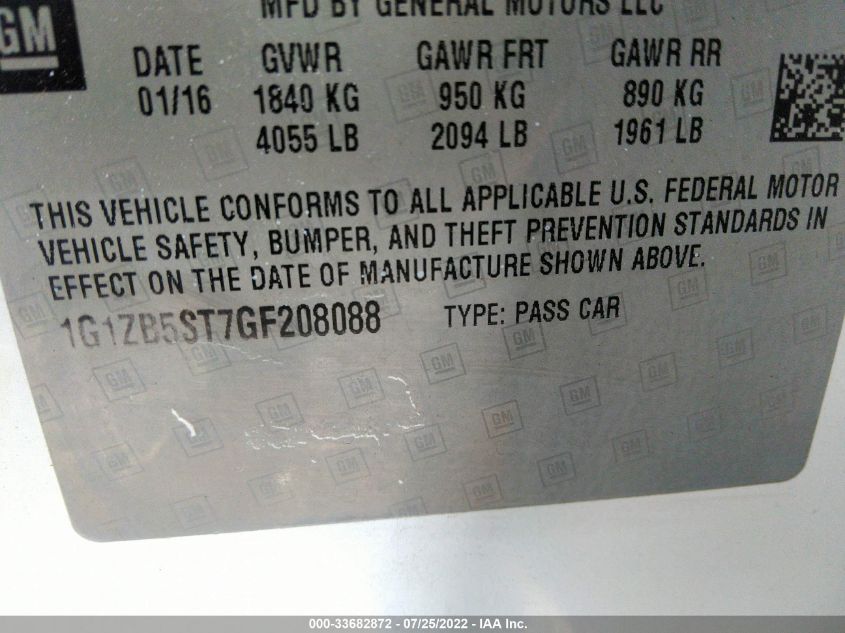 GM
MFD BY GENERAL MOTORS LLC
DATE GVWR GAWR FRT GAWR RR
01/16 1840 KG 950 KG 890 KG
4055 LB 2094 LB 1961 LB
THIS VEHICLE CONFORMS TO ALL APPLICABLE U.S. FEDERAL MOTOR
VEHICLE SAFETY, BUMPER, AND THEFT PREVENTION STANDARDS IN
EFFECT ON THE DATE OF MANUFACTURE SHOWN ABOVE.
1G1ZB5ST7GF208088 TYPE: PASS CAR
000-33682872 - 07/25/2022 - IAA Inc.